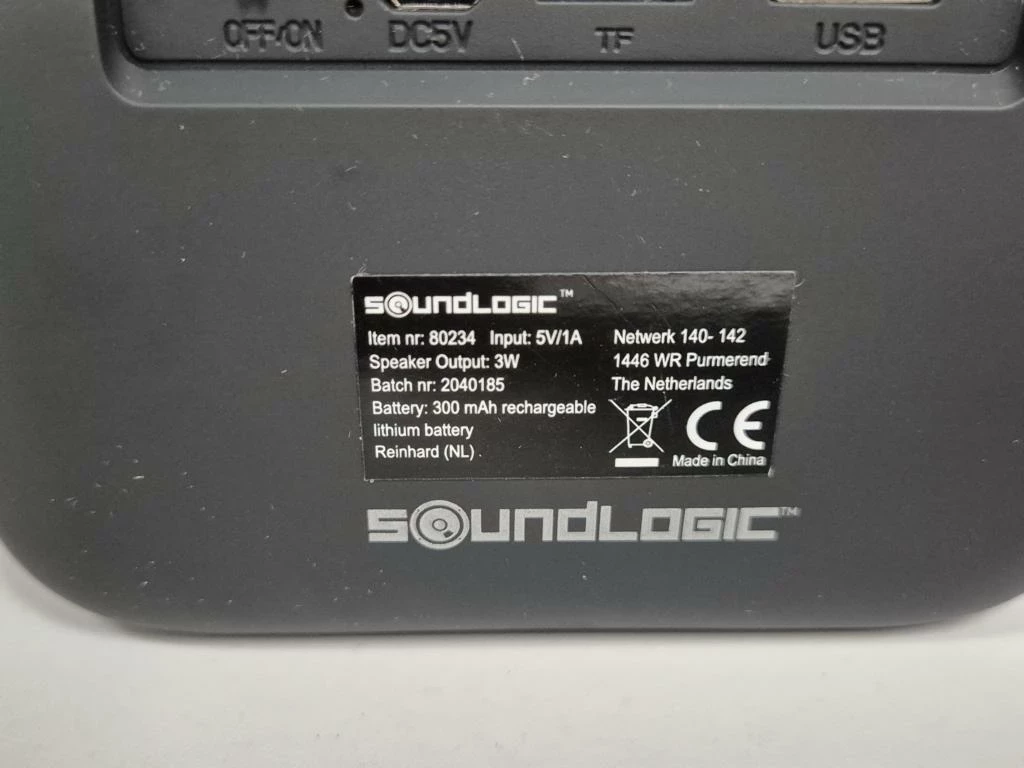 OFF/ON DC5V TF USB
SOUNDLOGIC™
Item nr: 80234 Input: 5V/1A
Speaker Output: 3W
Batch nr: 2040185
Battery: 300 mAh rechargeable
lithium battery
Reinhard (NL)
Netwerk 140- 142
1446 WR Purmerend
The Netherlands
CE
Made in China
SOUNDLOGIC™